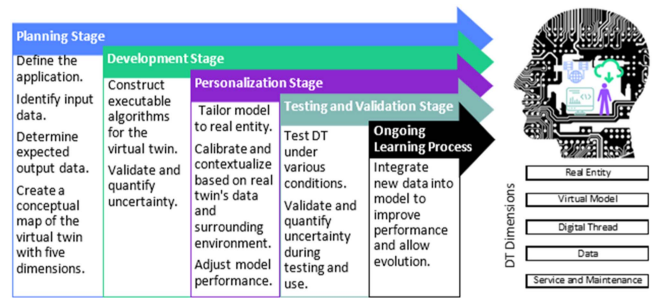 Planning Stage
Define the
application.
Identify input
data.
Determine
expected
output data.
Create a
conceptual
map of the
virtual twin
with five
dimensions.
Development Stage
Construct
executable
algorithms
for the
virtual twin.
Validate and
quantify
uncertainty.
Personalization Stage
Tailor model
to real entity.
Calibrate and
contextualize
based on real
twin's data
and
surrounding
environment.
Adjust model
performance.
Testing and Validation Stage
Test DT
under
various
conditions.
Validate and
quantify
uncertainty
during
testing and
use.
Ongoing
Learning Process
Integrate
new data into
model to
improve
performance
and allow
evolution.
DT Dimensions
Real Entity
Virtual Model
Digital Thread
Data
Service and Maintenance